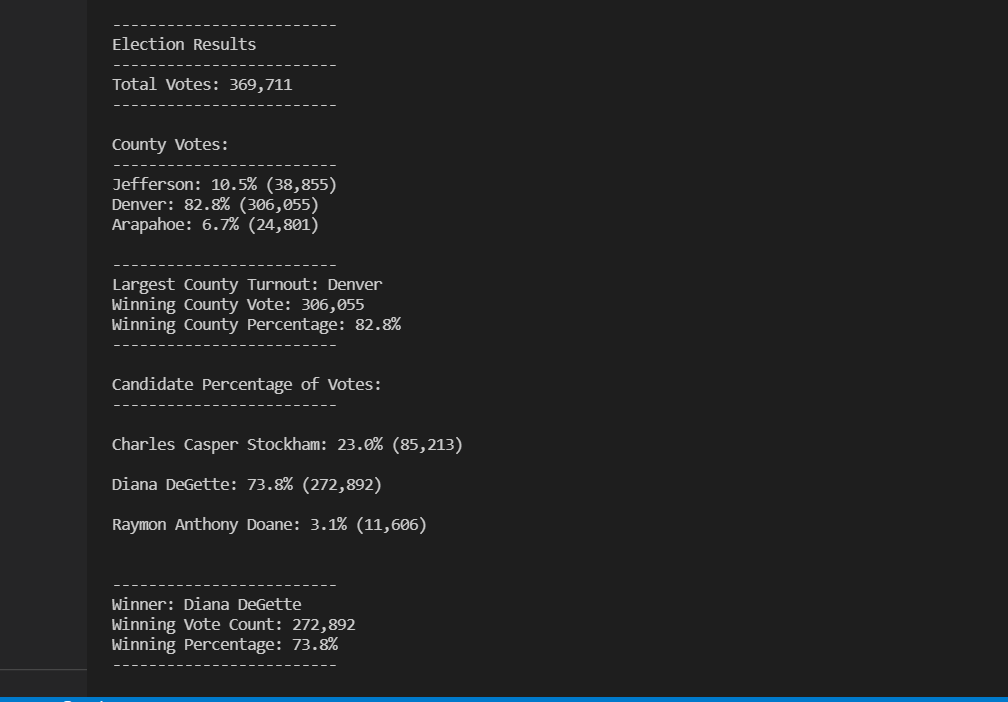 -------------------------
Election Results
-------------------------
Total Votes: 369,711
-------------------------
County Votes:
-------------------------
Jefferson: 10.5% (38,855)
Denver: 82.8% (306,055)
Arapahoe: 6.7% (24,801)
-------------------------
Largest County Turnout: Denver
Winning County Vote: 306,055
Winning County Percentage: 82.8%
-------------------------
Candidate Percentage of Votes:
-------------------------
Charles Casper Stockham: 23.0% (85,213)
Diana DeGette: 73.8% (272,892)
Raymon Anthony Doane: 3.1% (11,606)
-------------------------
Winner: Diana DeGette
Winning Vote Count: 272,892
Winning Percentage: 73.8%
-------------------------